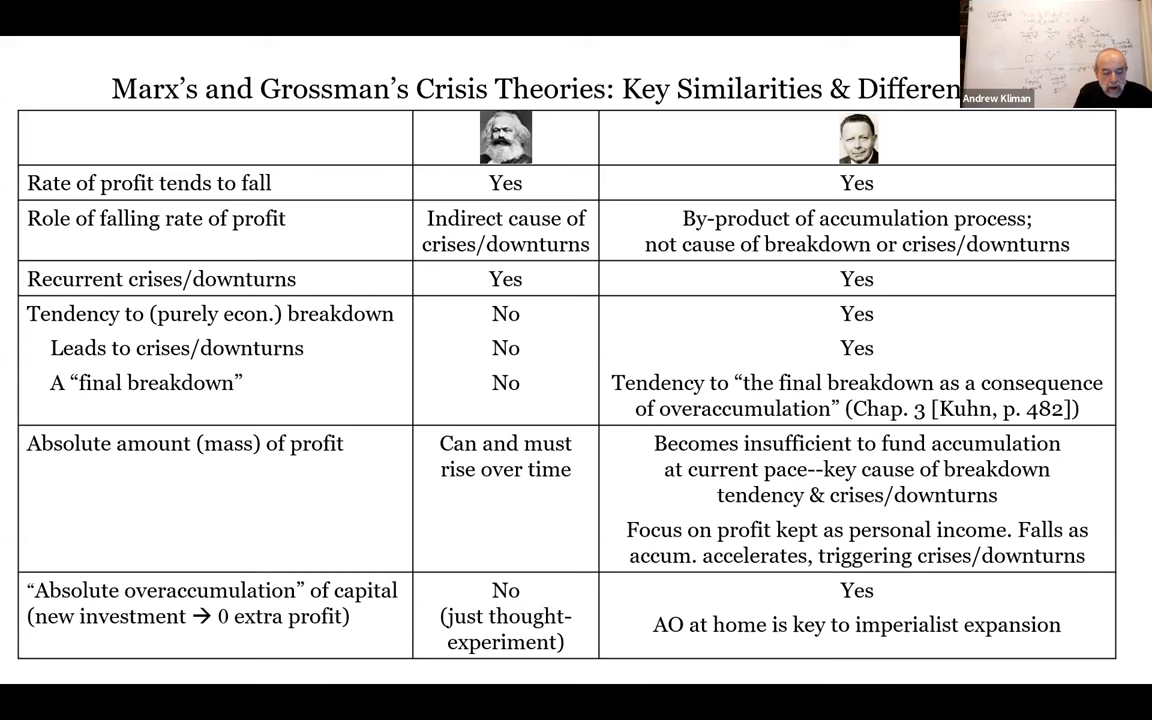 Marx's and Grossman's Crisis Theories: Key Similarities & Differen
Andrew Kliman
Rate of profit tends to fall
Yes
Yes
Role of falling rate of profit
Indirect cause of
crises/downturns
By-product of accumulation process;
not cause of breakdown or crises/downturns
Recurrent crises/downturns
Yes
Yes
Tendency to (purely econ.) breakdown
No
Yes
Leads to crises/downturns
No
Yes
A “final breakdown”
No
Tendency to “the final breakdown as a consequence
of overaccumulation” (Chap. 3 [Kuhn, p. 482])
Absolute amount (mass) of profit
Can and must
rise over time
Becomes insufficient to fund accumulation
at current pace--key cause of breakdown
tendency & crises/downturns
Focus on profit kept as personal income. Falls as
accum. accelerates, triggering crises/downturns
“Absolute overaccumulation” of capital
(new investment → 0 extra profit)
No
(just thought-
experiment)
Yes
AO at home is key to imperialist expansion